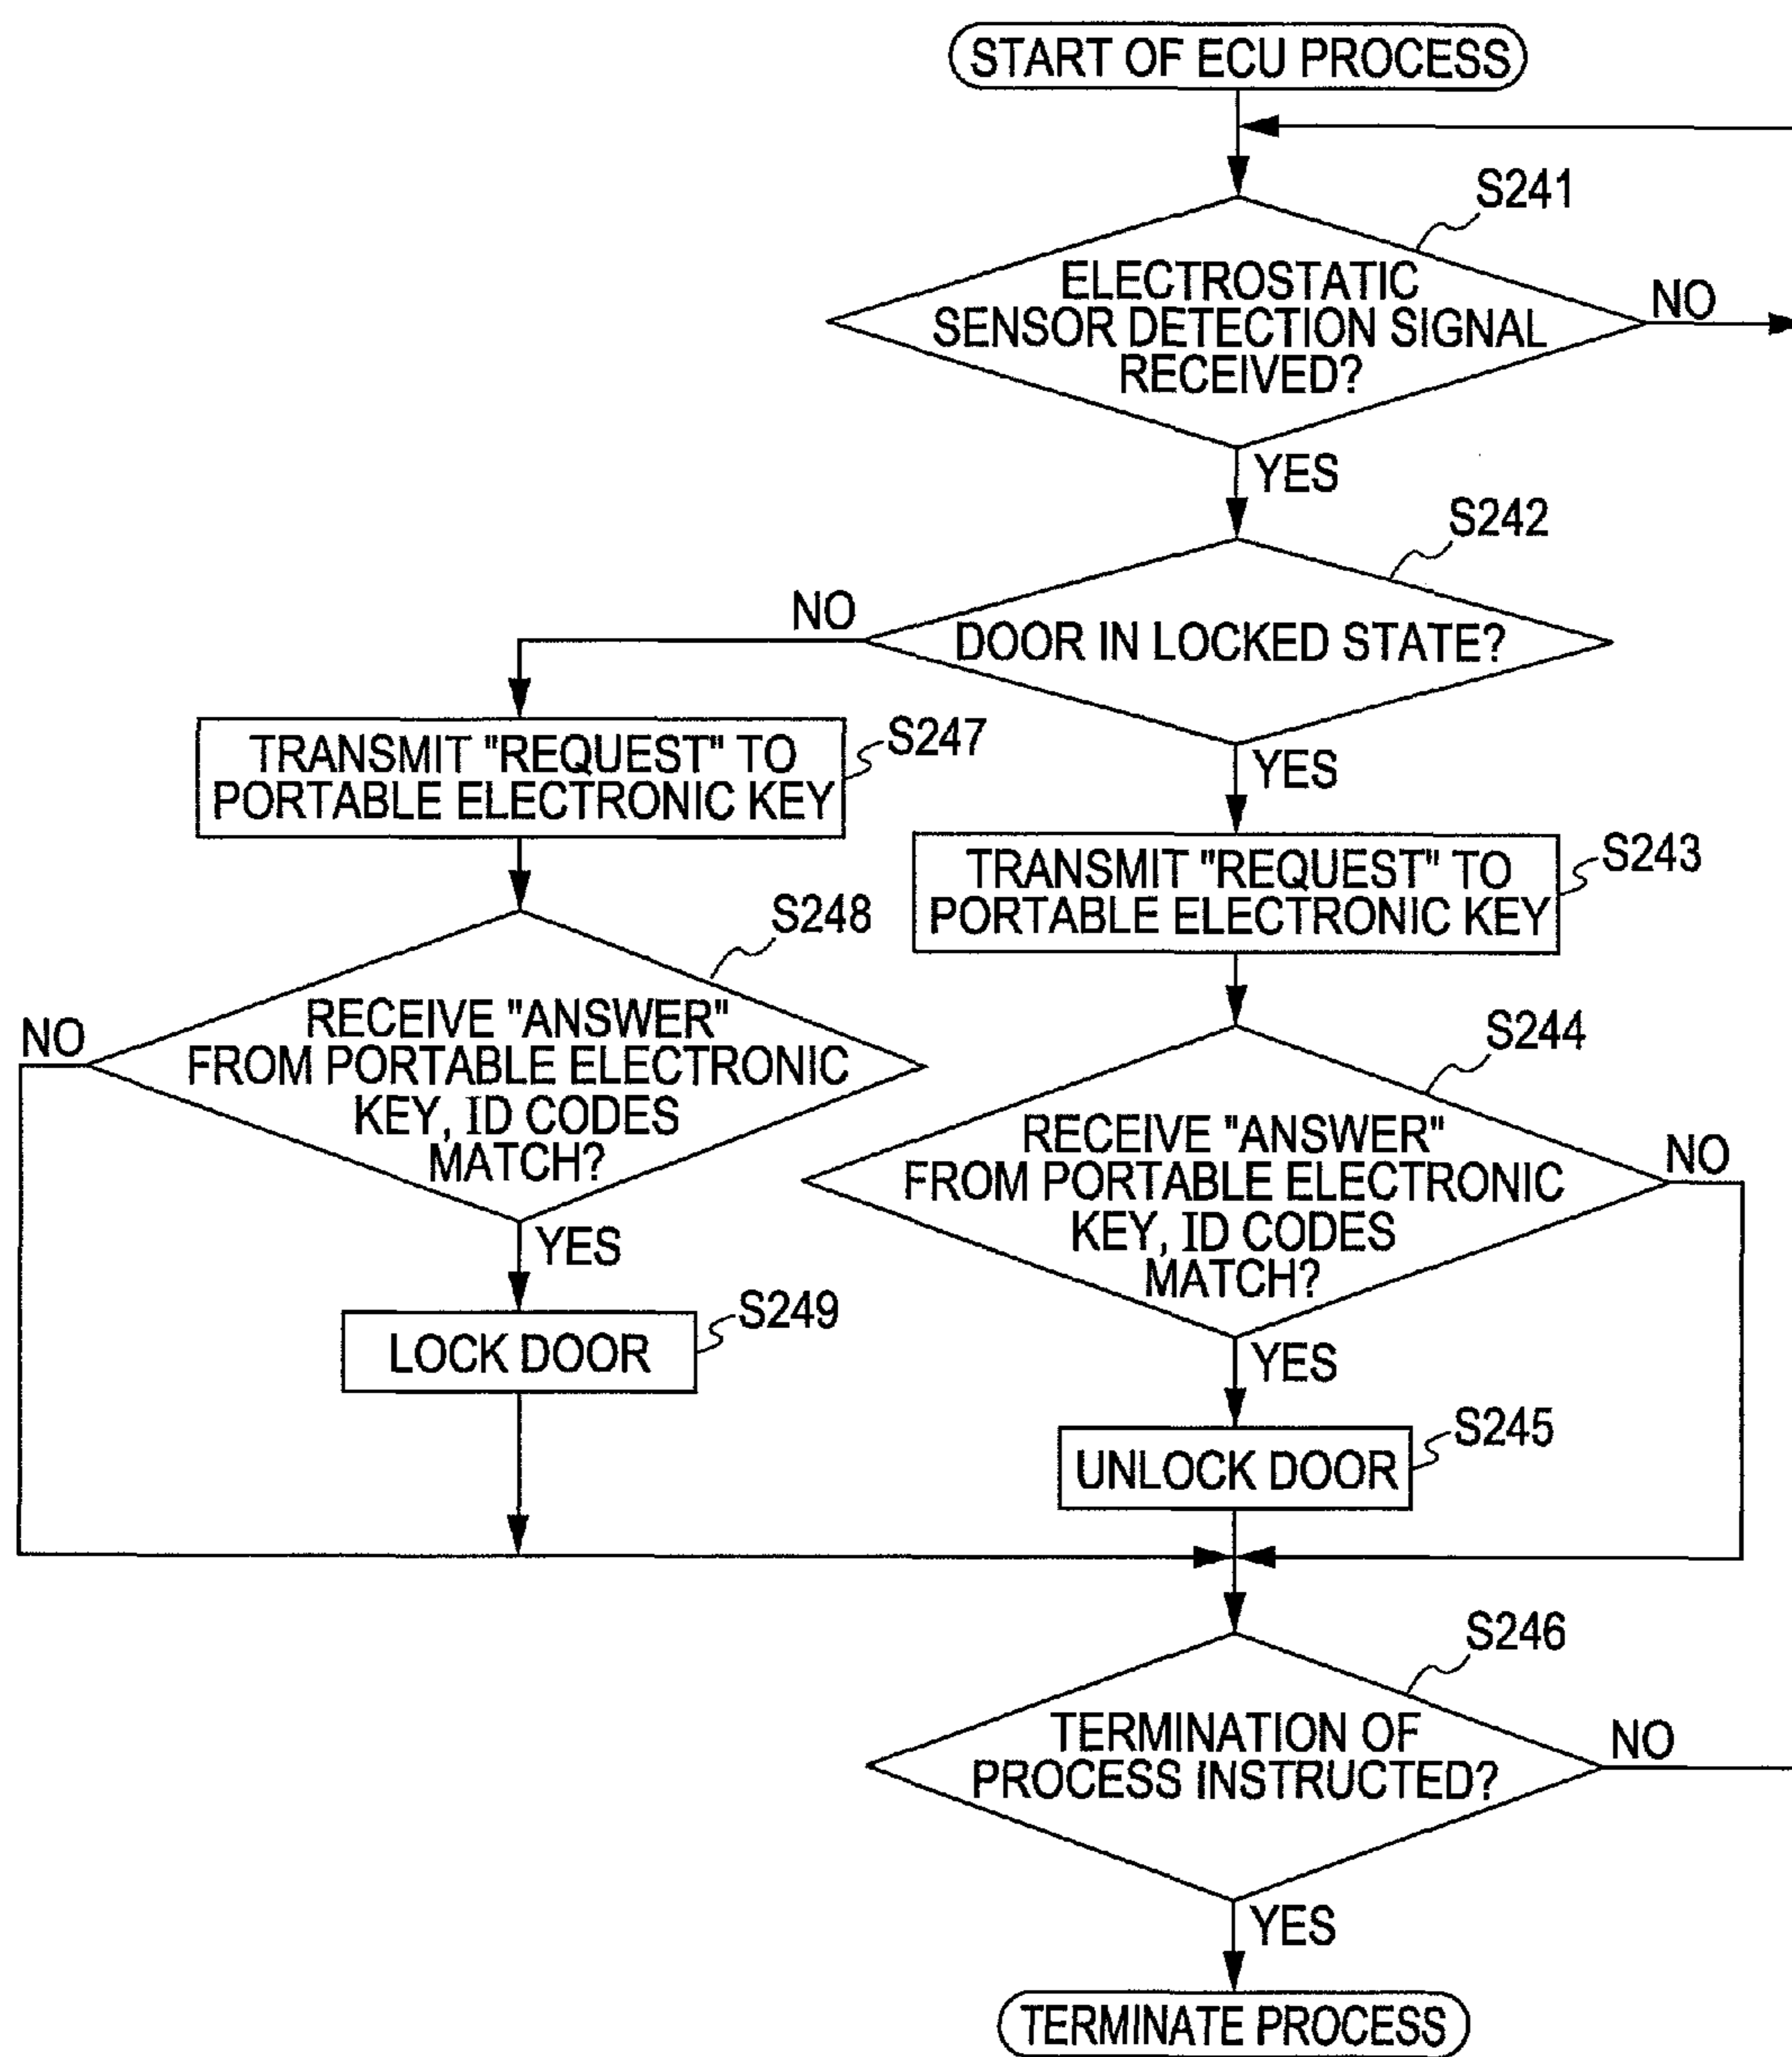 START OF ECU PROCESS
S241
ELECTROSTATIC
SENSOR DETECTION SIGNAL
RECEIVED?
NO
YES
S242
NO
DOOR IN LOCKED STATE?
YES
S247
TRANSMIT "REQUEST" TO
PORTABLE ELECTRONIC KEY
S243
TRANSMIT "REQUEST" TO
PORTABLE ELECTRONIC KEY
S248
NO
RECEIVE "ANSWER"
FROM PORTABLE ELECTRONIC
KEY, ID CODES
MATCH?
YES
S244
RECEIVE "ANSWER"
FROM PORTABLE ELECTRONIC
KEY, ID CODES
MATCH?
NO
YES
S249
LOCK DOOR
S245
UNLOCK DOOR
S246
TERMINATION OF
PROCESS INSTRUCTED?
NO
YES
TERMINATE PROCESS